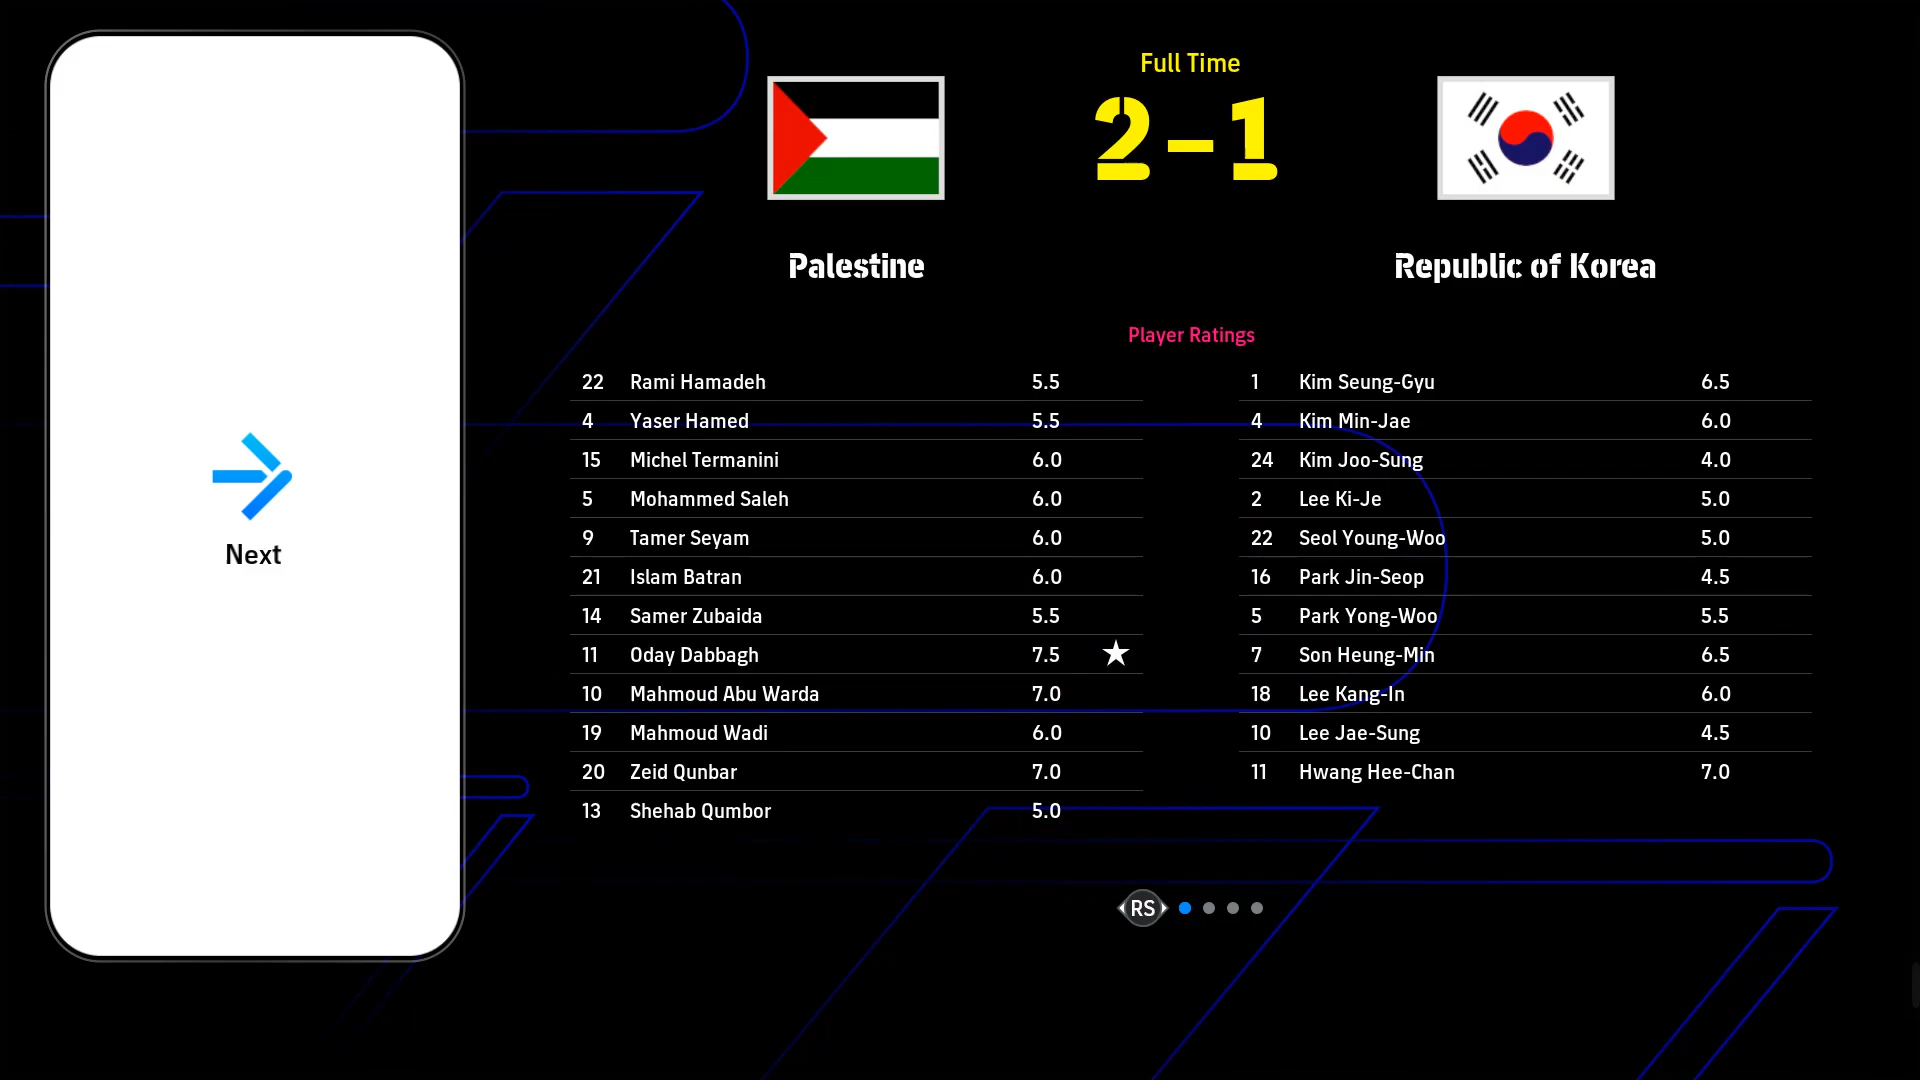 Next
Full Time
2-1
Palestine
Republic of Korea
Player Ratings
22 Rami Hamadeh 5.5
4 Yaser Hamed 5.5
15 Michel Termanini 6.0
5 Mohammed Saleh 6.0
9 Tamer Seyam 6.0
21 Islam Batran 6.0
14 Samer Zubaida 5.5
11 Oday Dabbagh 7.5 ★
10 Mahmoud Abu Warda 7.0
19 Mahmoud Wadi 6.0
20 Zeid Qunbar 7.0
13 Shehab Qumbor 5.0
1 Kim Seung-Gyu 6.5
4 Kim Min-Jae 6.0
24 Kim Joo-Sung 4.0
2 Lee Ki-Je 5.0
22 Seol Young-Woo 5.0
16 Park Jin-Seop 4.5
5 Park Yong-Woo 5.5
7 Son Heung-Min 6.5
18 Lee Kang-In 6.0
10 Lee Jae-Sung 4.5
11 Hwang Hee-Chan 7.0
RS